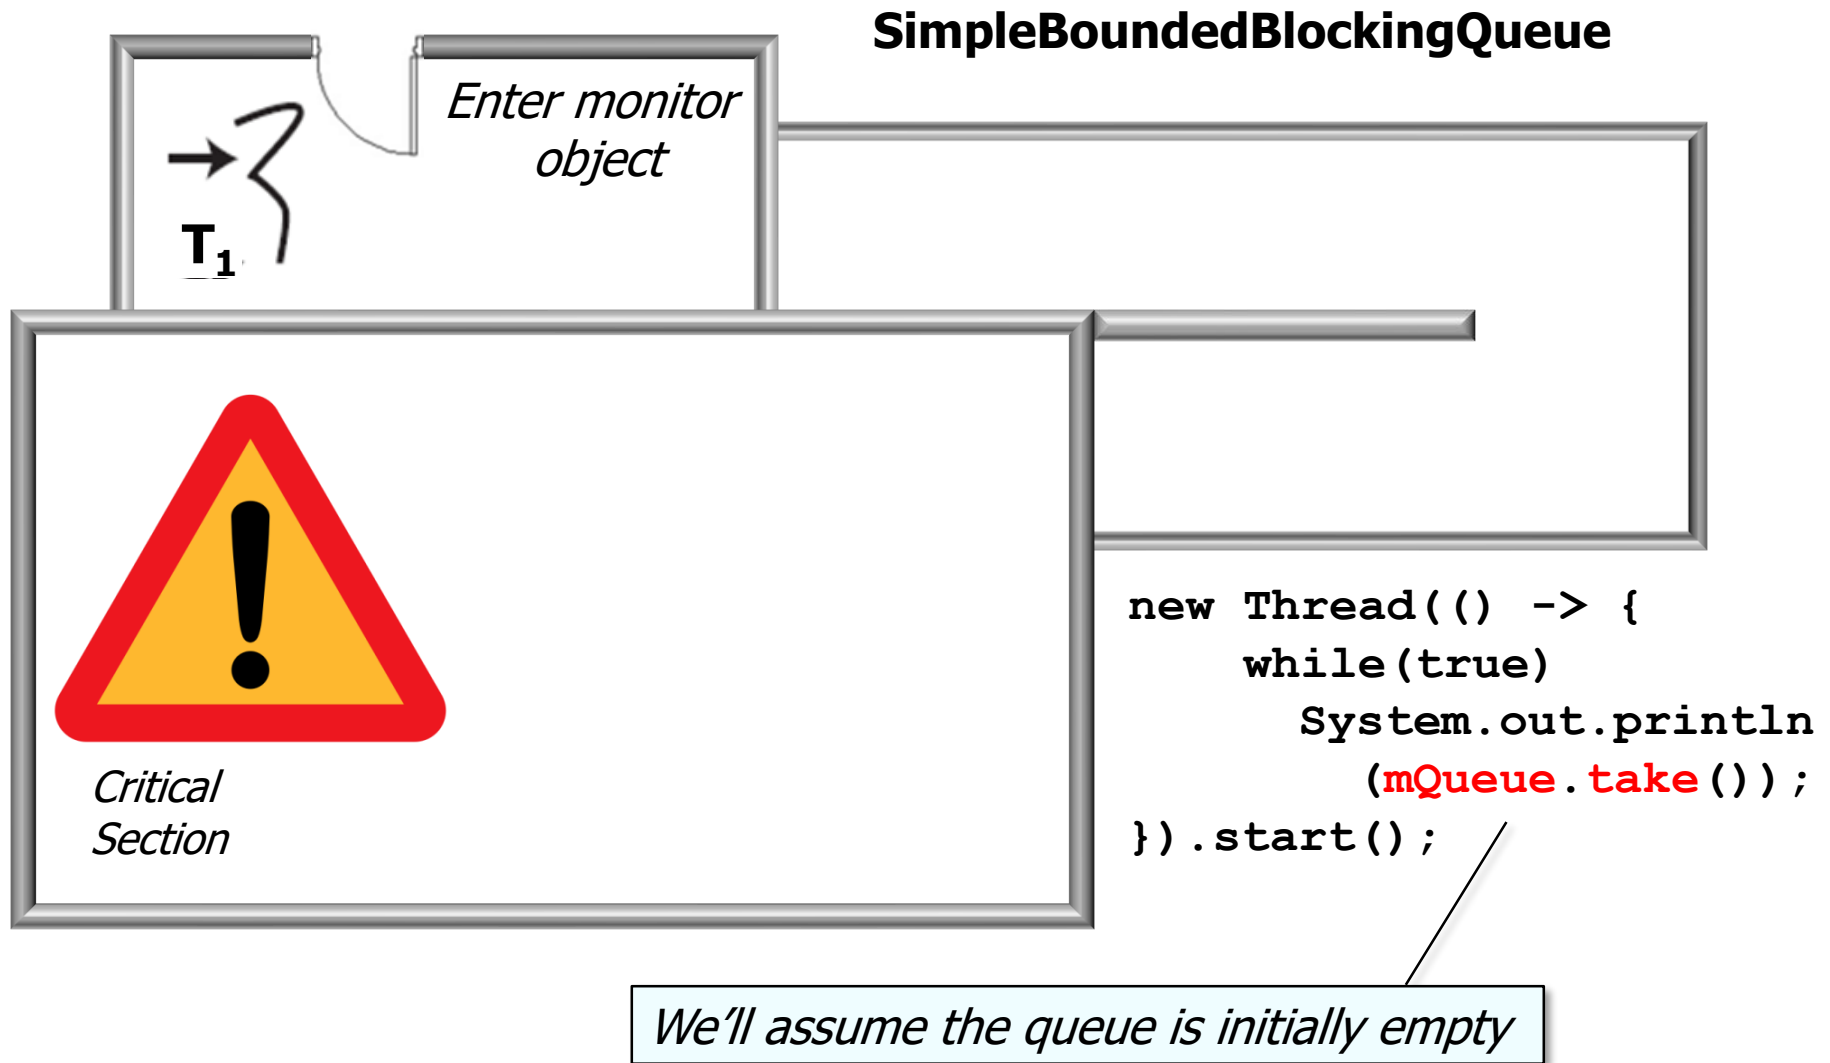 SimpleBoundedBlockingQueue
Enter monitor
object
T₁
Critical
Section
new Thread(() -> {
while(true)
System.out.println
(mQueue.take());
}).start();
We’ll assume the queue is initially empty